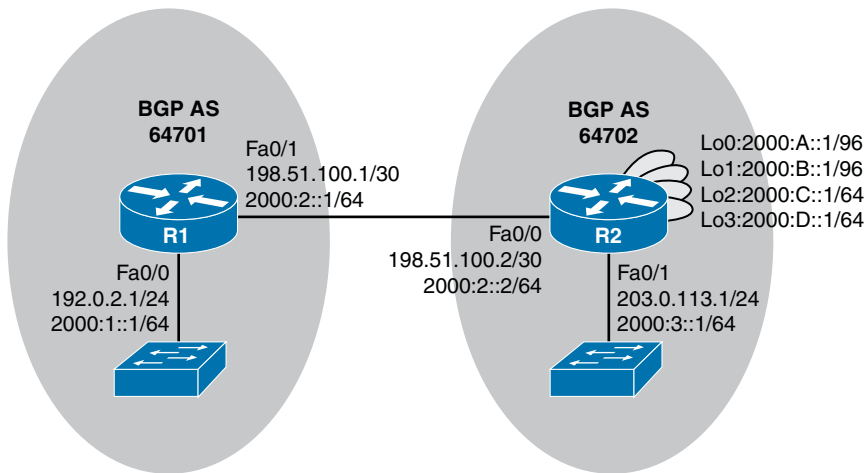 BGP AS
64701
Fa0/1
198.51.100.1/30
2000:2::1/64
R1
Fa0/0
192.0.2.1/24
2000:1::1/64
BGP AS
64702
Lo0:2000:A::1/96
Lo1:2000:B::1/96
Lo2:2000:C::1/64
Lo3:2000:D::1/64
R2
Fa0/0
198.51.100.2/30
2000:2::2/64
Fa0/1
203.0.113.1/24
2000:3::1/64